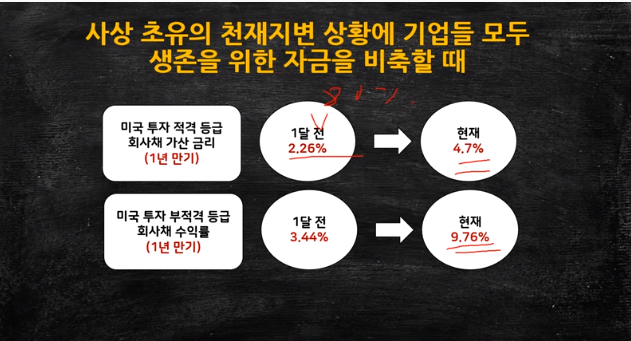 사상 초유의 천재지변 상황에 기업들 모두
생존을 위한 자금을 비축할 때
미국 투자 적격 등급
회사채 가산 금리
(1년 만기)
1달 전
2.26%
현재
4.7%
미국 투자 부적격 등급
회사채 수익률
(1년 만기)
1달 전
3.44%
현재
9.76%